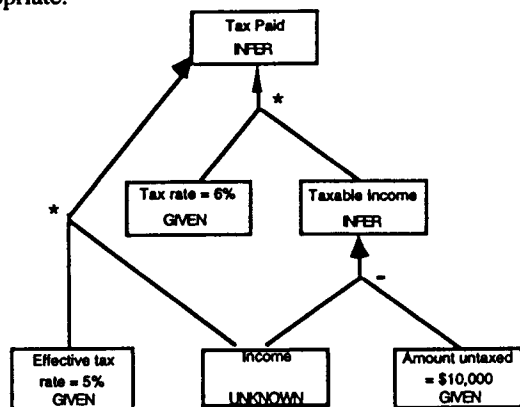 opriate.
Tax Paid
INFER
*
Tax rate = 6%
GIVEN
Taxable Income
INFER
*
-
Effective tax
rate = 5%
GIVEN
Income
UNKNOWN
Amount untaxed
= $10,000
GIVEN